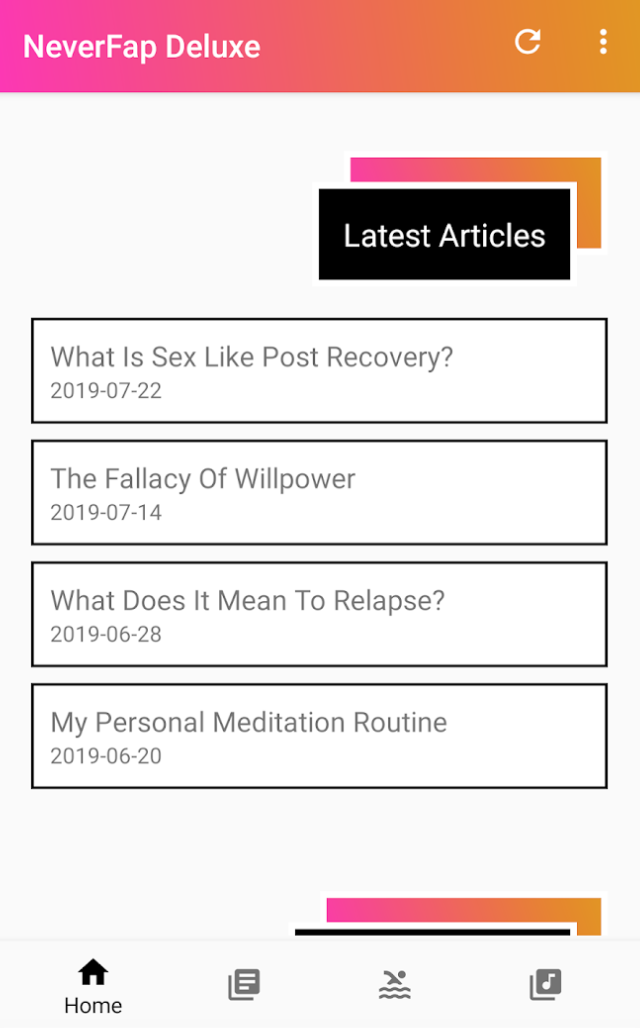 NeverFap Deluxe
Latest Articles
What Is Sex Like Post Recovery?
2019-07-22
The Fallacy Of Willpower
2019-07-14
What Does It Mean To Relapse?
2019-06-28
My Personal Meditation Routine
2019-06-20
Home